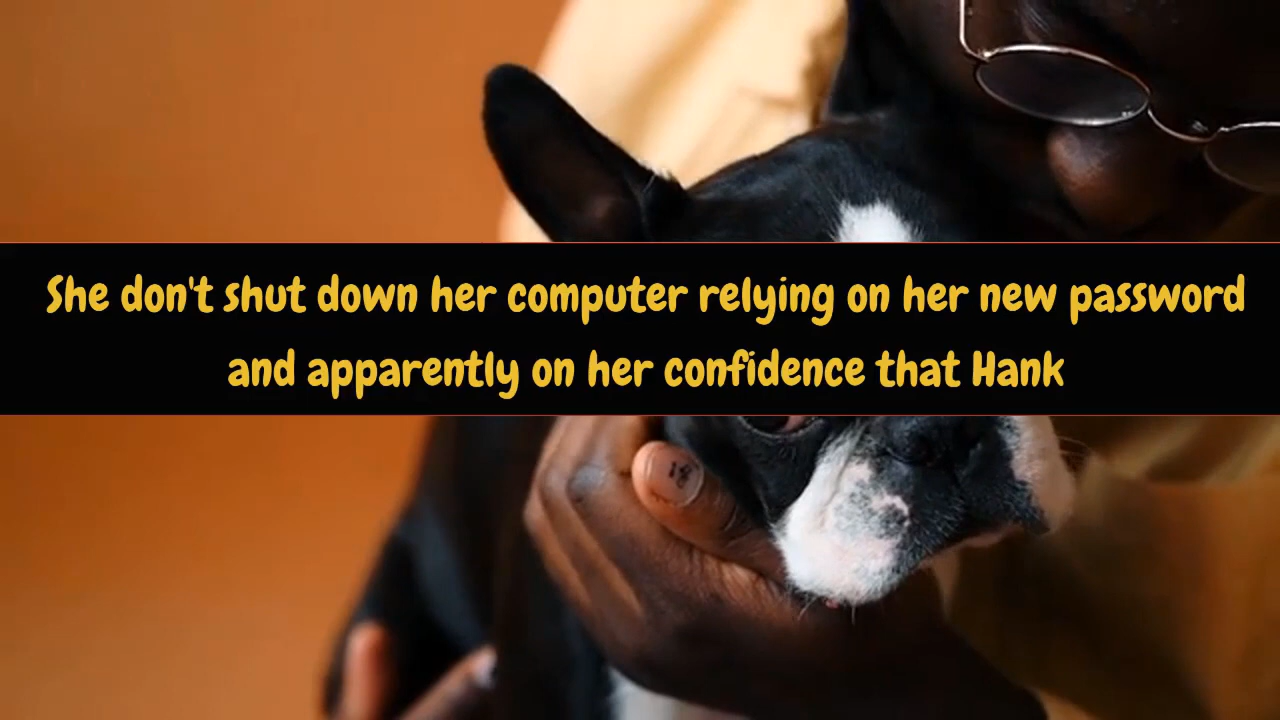 She don't shut down her computer relying on her new password
and apparently on her confidence that Hank